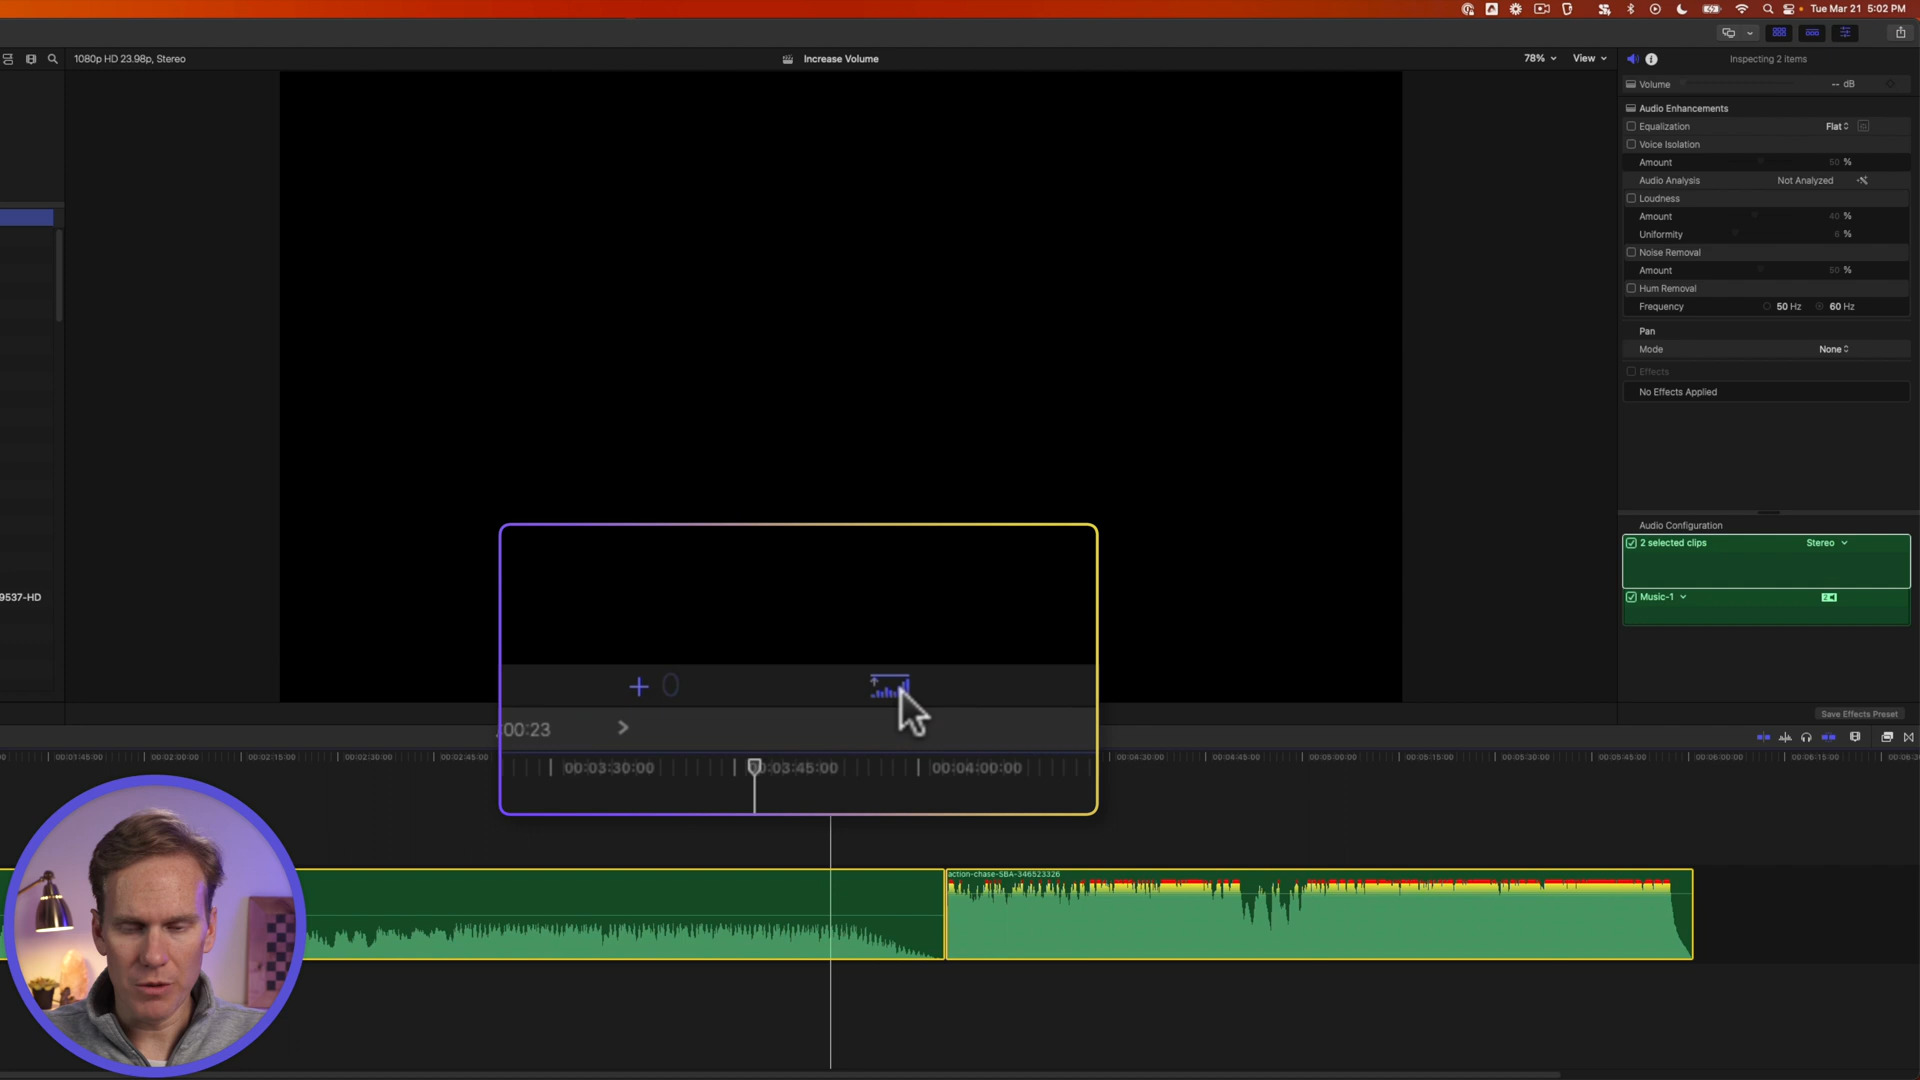 Tue Mar 21 5:02 PM
1080p HD 23.98p, Stereo
Increase Volume
78%
View
Inspecting 2 items
Volume
-- dB
Audio Enhancements
Equalization
Flat
Voice Isolation
Amount
50 %
Audio Analysis
Not Analyzed
Loudness
Amount
40 %
Uniformity
6 %
Noise Removal
Amount
50 %
Hum Removal
Frequency
50 Hz
60 Hz
Pan
Mode
None
Effects
No Effects Applied
Audio Configuration
2 selected clips
Stereo
Music-1
9537-HD
+ 0
:00:23
00:03:30:00
00:03:45:00
00:04:00:00
Save Effects Preset
00:01:45:00
00:02:00:00
00:02:15:00
00:02:30:00
00:02:45:00
00:04:30:00
00:04:45:00
00:05:00:00
00:05:15:00
00:05:30:00
00:05:45:00
00:06:00:00
00:06:15:00
00:06:30
action-chase-SBA-346523326